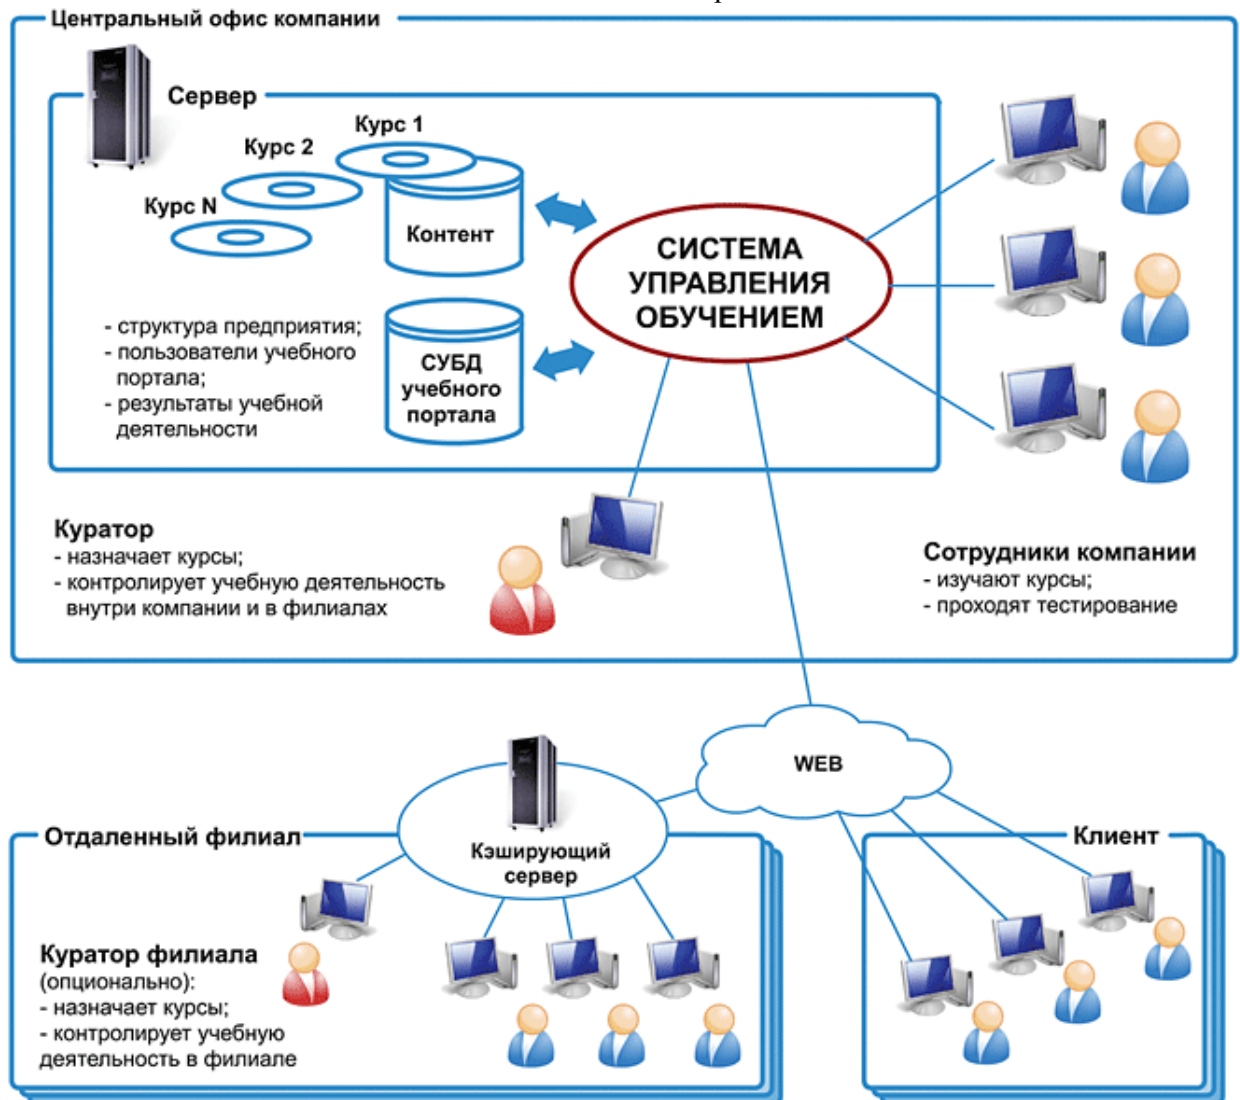 Центральный офис компании
Сервер
Курс 1
Курс 2
Курс N
Контент
СИСТЕМА
УПРАВЛЕНИЯ
ОБУЧЕНИЕМ
- структура предприятия;
- пользователи учебного
портала;
- результаты учебной
деятельности
СУБД
учебного
портала
Куратор
- назначает курсы;
- контролирует учебную деятельность
внутри компании и в филиалах
Сотрудники компании
- изучают курсы;
- проходят тестирование
WEB
Отдаленный филиал
Кэширующий
сервер
Клиент
Куратор филиала
(опционально):
- назначает курсы;
- контролирует учебную
деятельность в филиале